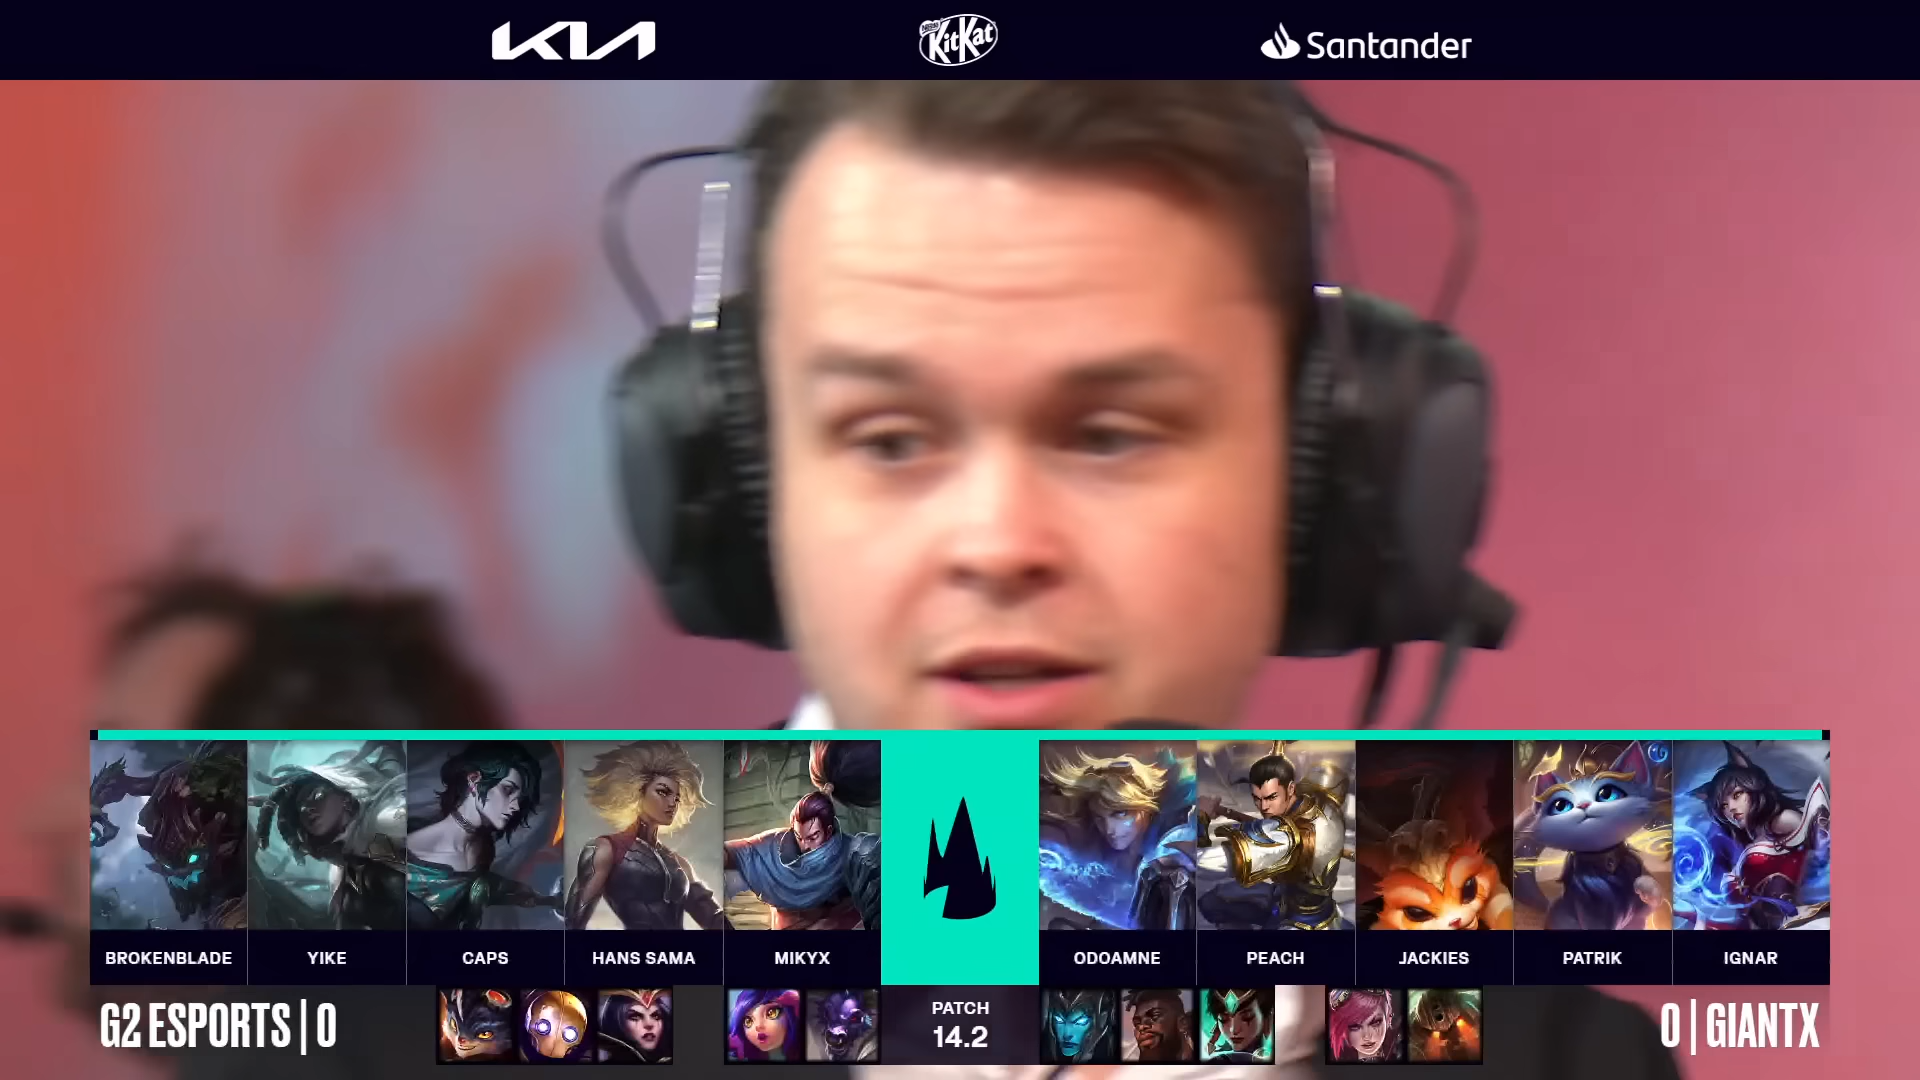 KIA
Nestlé
KitKat
Santander
BROKENBLADE
YIKE
CAPS
HANS SAMA
MIKYX
ODOAMNE
PEACH
JACKIES
PATRIK
IGNAR
G2 ESPORTS | 0
PATCH
14.2
0 | GIANTX